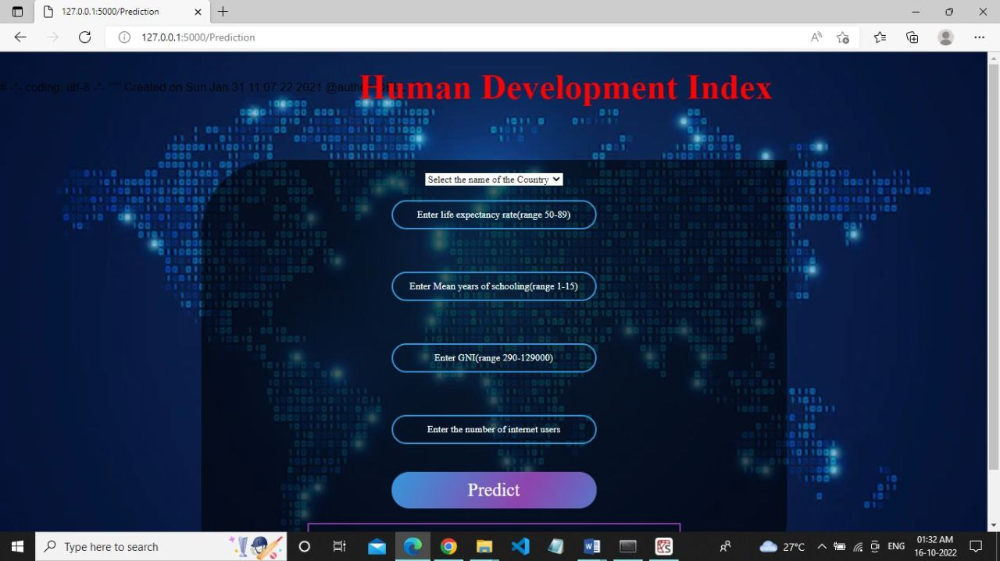 127.0.0.1:5000/Prediction
127.0.0.1:5000/Prediction
Human Development Index
# -*- coding: utf-8 -*- """ Created on Sun Jan 31 11:07:22 2021
Select the name of the Country
Enter life expectancy rate(range 50-89)
Enter Mean years of schooling(range 1-15)
Enter GNI(range 290-129000)
Enter the number of internet users
Predict
Type here to search
27°C
ENG
01:32 AM
16-10-2022